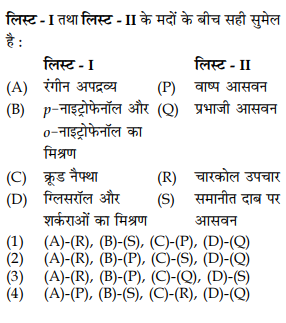 लिस्ट - I तथा लिस्ट - II के मदों के बीच सही सुमेल
है :
लिस्ट - I लिस्ट - II
(A) रंगीन अपद्रव्य (P) वाष्प आसवन
(B) p-नाइट्रोफेनॉल और (Q) प्रभाजी आसवन
o-नाइट्रोफेनॉल का
मिश्रण
(C) क्रूड नैफ्था (R) चारकोल उपचार
(D) ग्लिसरॉल और (S) समानीत दाब पर
शर्कराओं का मिश्रण आसवन
(1) (A)-(R), (B)-(S), (C)-(P), (D)-(Q)
(2) (A)-(R), (B)-(P), (C)-(S), (D)-(Q)
(3) (A)-(R), (B)-(P), (C)-(Q), (D)-(S)
(4) (A)-(P), (B)-(S), (C)-(R), (D)-(Q)